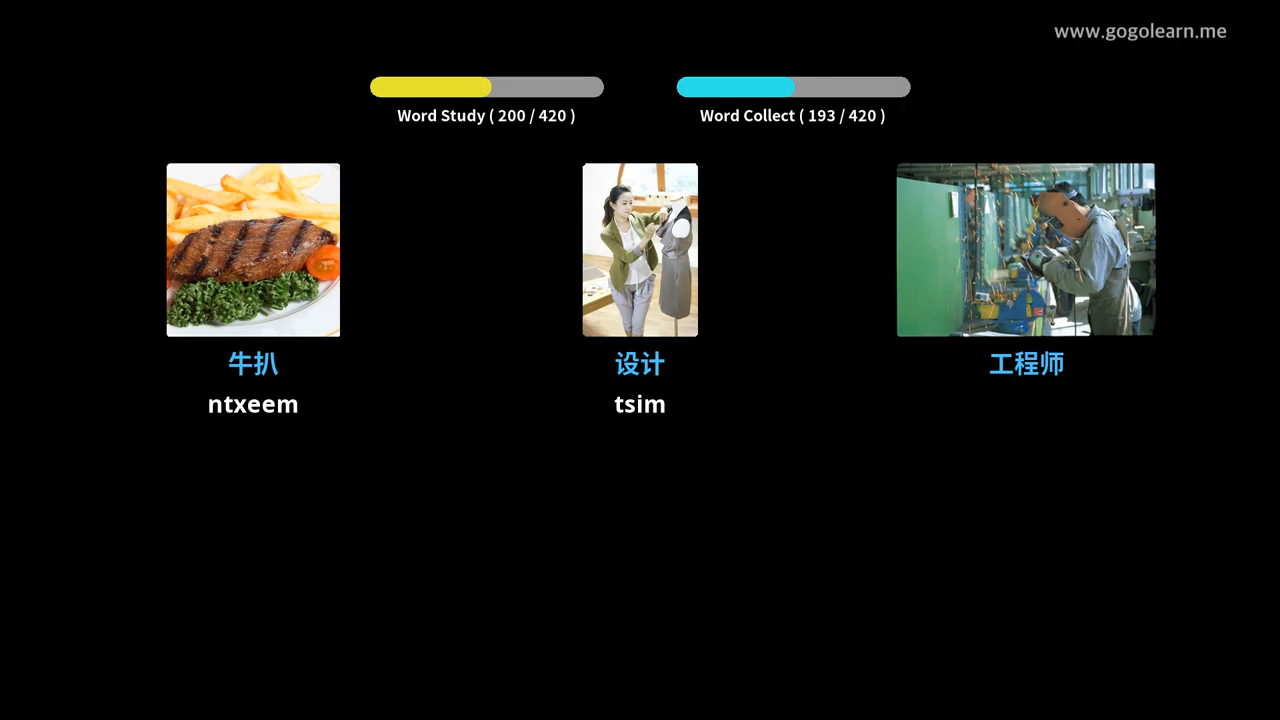 www.gogolearn.me
Word Study ( 200 / 420 )
Word Collect ( 193 / 420 )
牛扒
设计
工程师
ntxeem
tsim